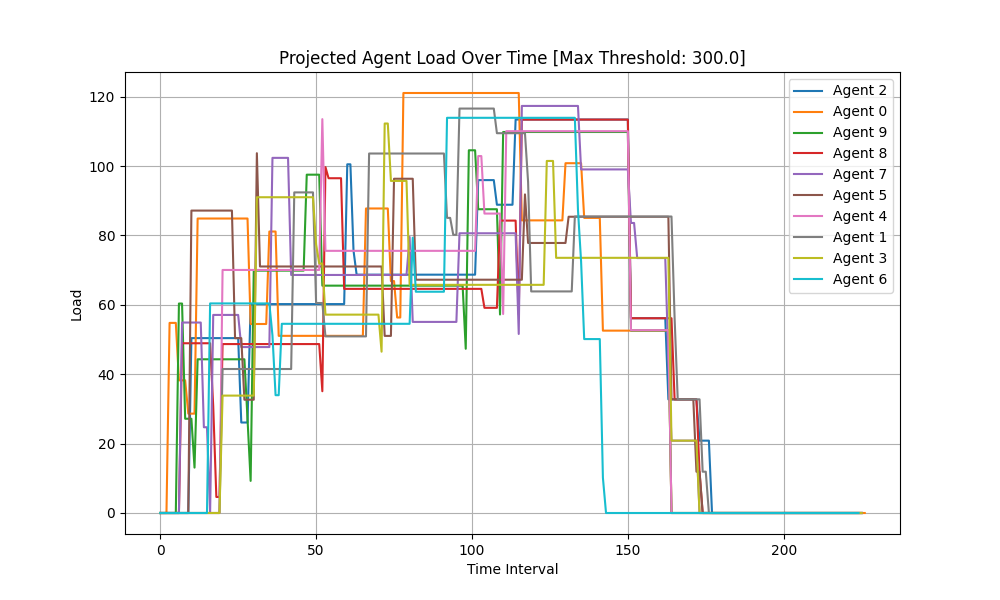 Projected Agent Load Over Time [Max Threshold: 300.0]
Load
120
100
80
60
40
20
0
0 50 100 150 200
Time Interval
Agent 2
Agent 0
Agent 9
Agent 8
Agent 7
Agent 5
Agent 4
Agent 1
Agent 3
Agent 6